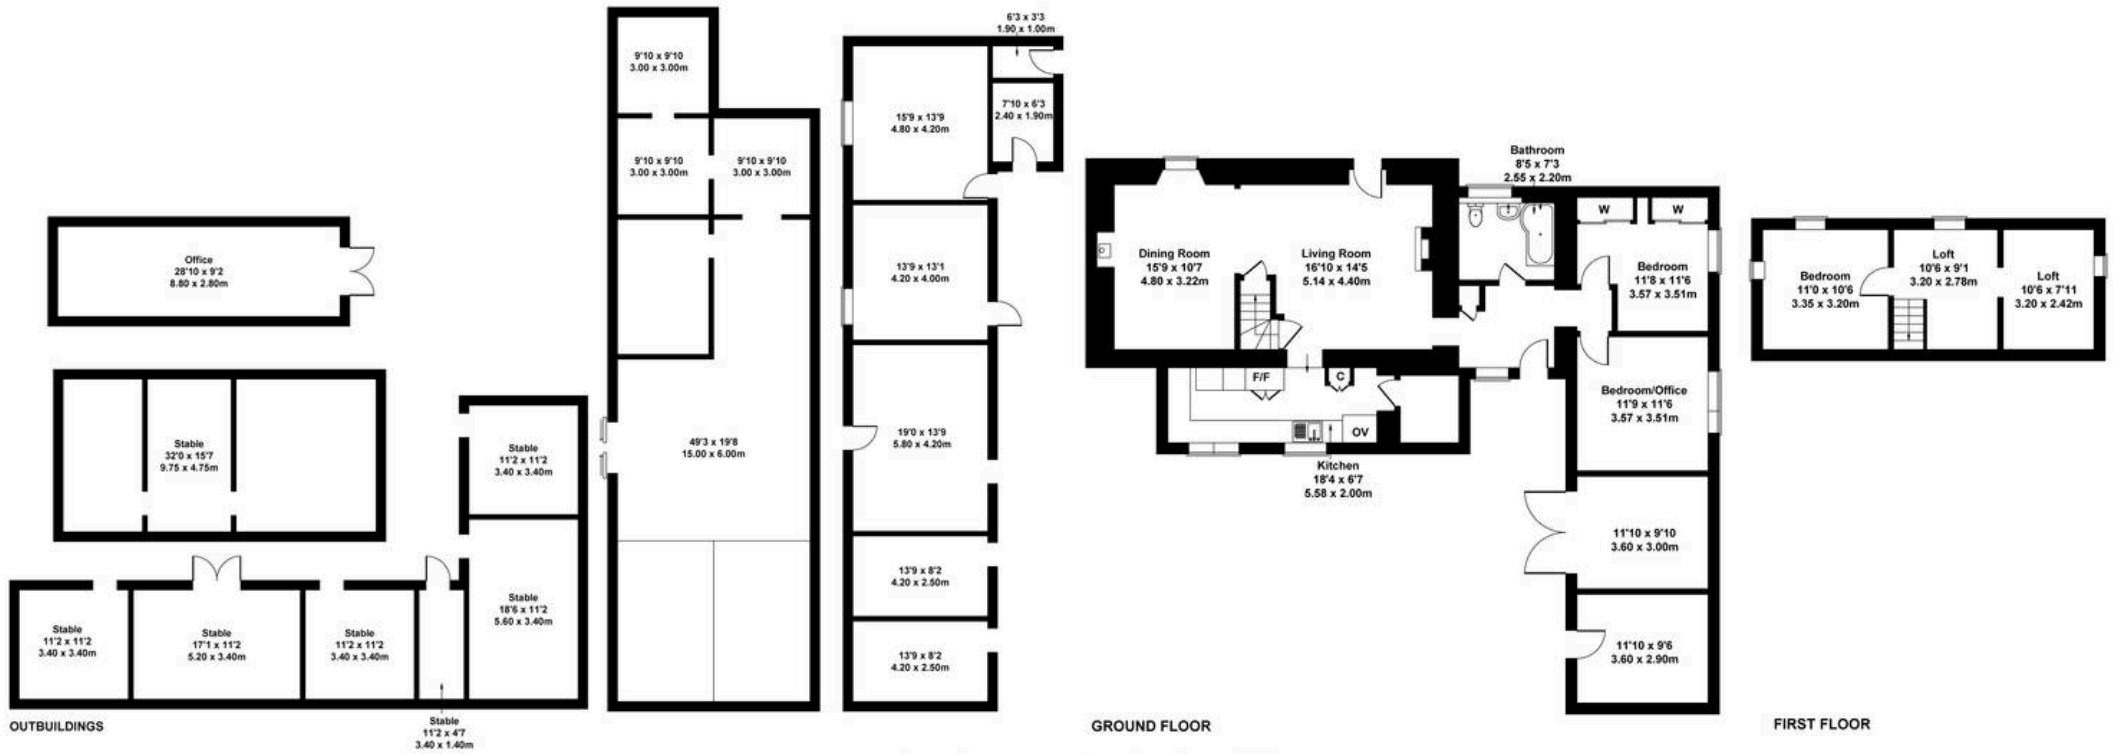 Office
28'10 x 9'2
8.80 x 2.80m
Stable
32'0 x 15'7
9.75 x 4.75m
Stable
11'2 x 11'2
3.40 x 3.40m
Stable
18'6 x 11'2
5.60 x 3.40m
Stable
11'2 x 11'2
3.40 x 3.40m
Stable
17'1 x 11'2
5.20 x 3.40m
Stable
11'2 x 11'2
3.40 x 3.40m
Stable
11'2 x 4'7
3.40 x 1.40m
OUTBUILDINGS
9'10 x 9'10
3.00 x 3.00m
9'10 x 9'10
3.00 x 3.00m
9'10 x 9'10
3.00 x 3.00m
49'3 x 19'8
15.00 x 6.00m
6'3 x 3'3
1.90 x 1.00m
15'9 x 13'9
4.80 x 4.20m
7'10 x 6'3
2.40 x 1.90m
13'9 x 13'1
4.20 x 4.00m
19'0 x 13'9
5.80 x 4.20m
13'9 x 8'2
4.20 x 2.50m
13'9 x 8'2
4.20 x 2.50m
Dining Room
15'9 x 10'7
4.80 x 3.22m
Living Room
16'10 x 14'5
5.14 x 4.40m
Bathroom
8'5 x 7'3
2.55 x 2.20m
W
W
Bedroom
11'8 x 11'6
3.57 x 3.51m
F/F
C
OV
Kitchen
18'4 x 6'7
5.58 x 2.00m
Bedroom/Office
11'9 x 11'6
3.57 x 3.51m
11'10 x 9'10
3.60 x 3.00m
11'10 x 9'6
3.60 x 2.90m
GROUND FLOOR
Bedroom
11'0 x 10'6
3.35 x 3.20m
Loft
10'6 x 9'1
3.20 x 2.78m
Loft
10'6 x 7'11
3.20 x 2.42m
FIRST FLOOR